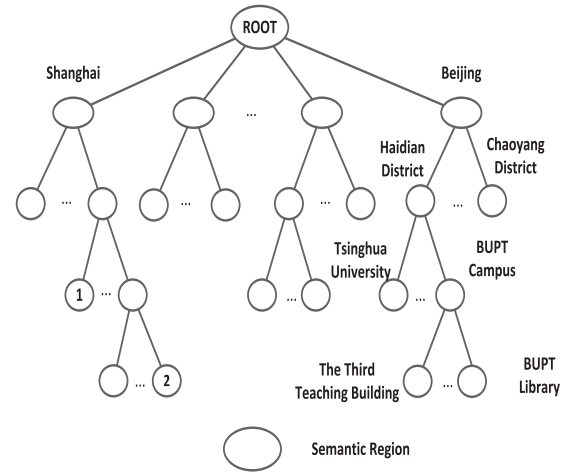 ROOT
Shanghai
Beijing
...
Haidian
District
Chaoyang
District
...
...
...
...
Tsinghua
University
BUPT
Campus
1
...
...
...
The Third
Teaching Building
BUPT
Library
...
2
...
Semantic Region